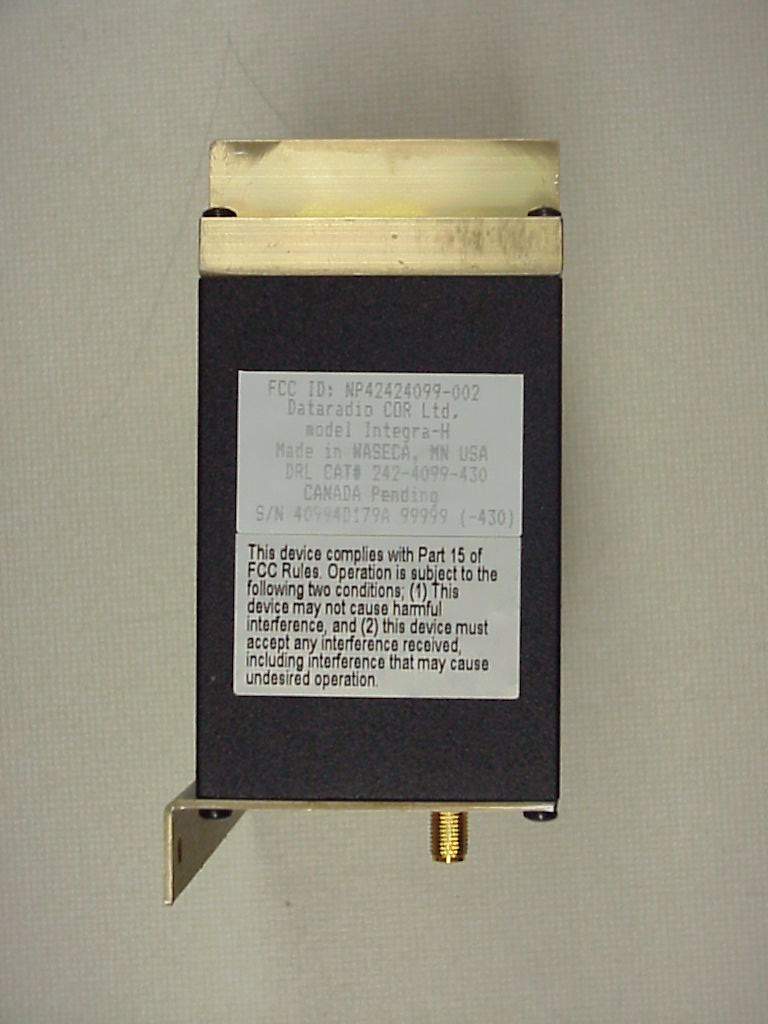 FCC ID: NP42424099-002
Dataradio COR Ltd.
model Integra-H
Made in WASECA, MN USA
DRL CAT# 242-4099-430
CANADA Pending
S/N 40994D179A 99999 (-430)
This device complies with Part 15 of
FCC Rules. Operation is subject to the
following two conditions; (1) This
device may not cause harmful
interference, and (2) this device must
accept any interference received,
including interference that may cause
undesired operation.